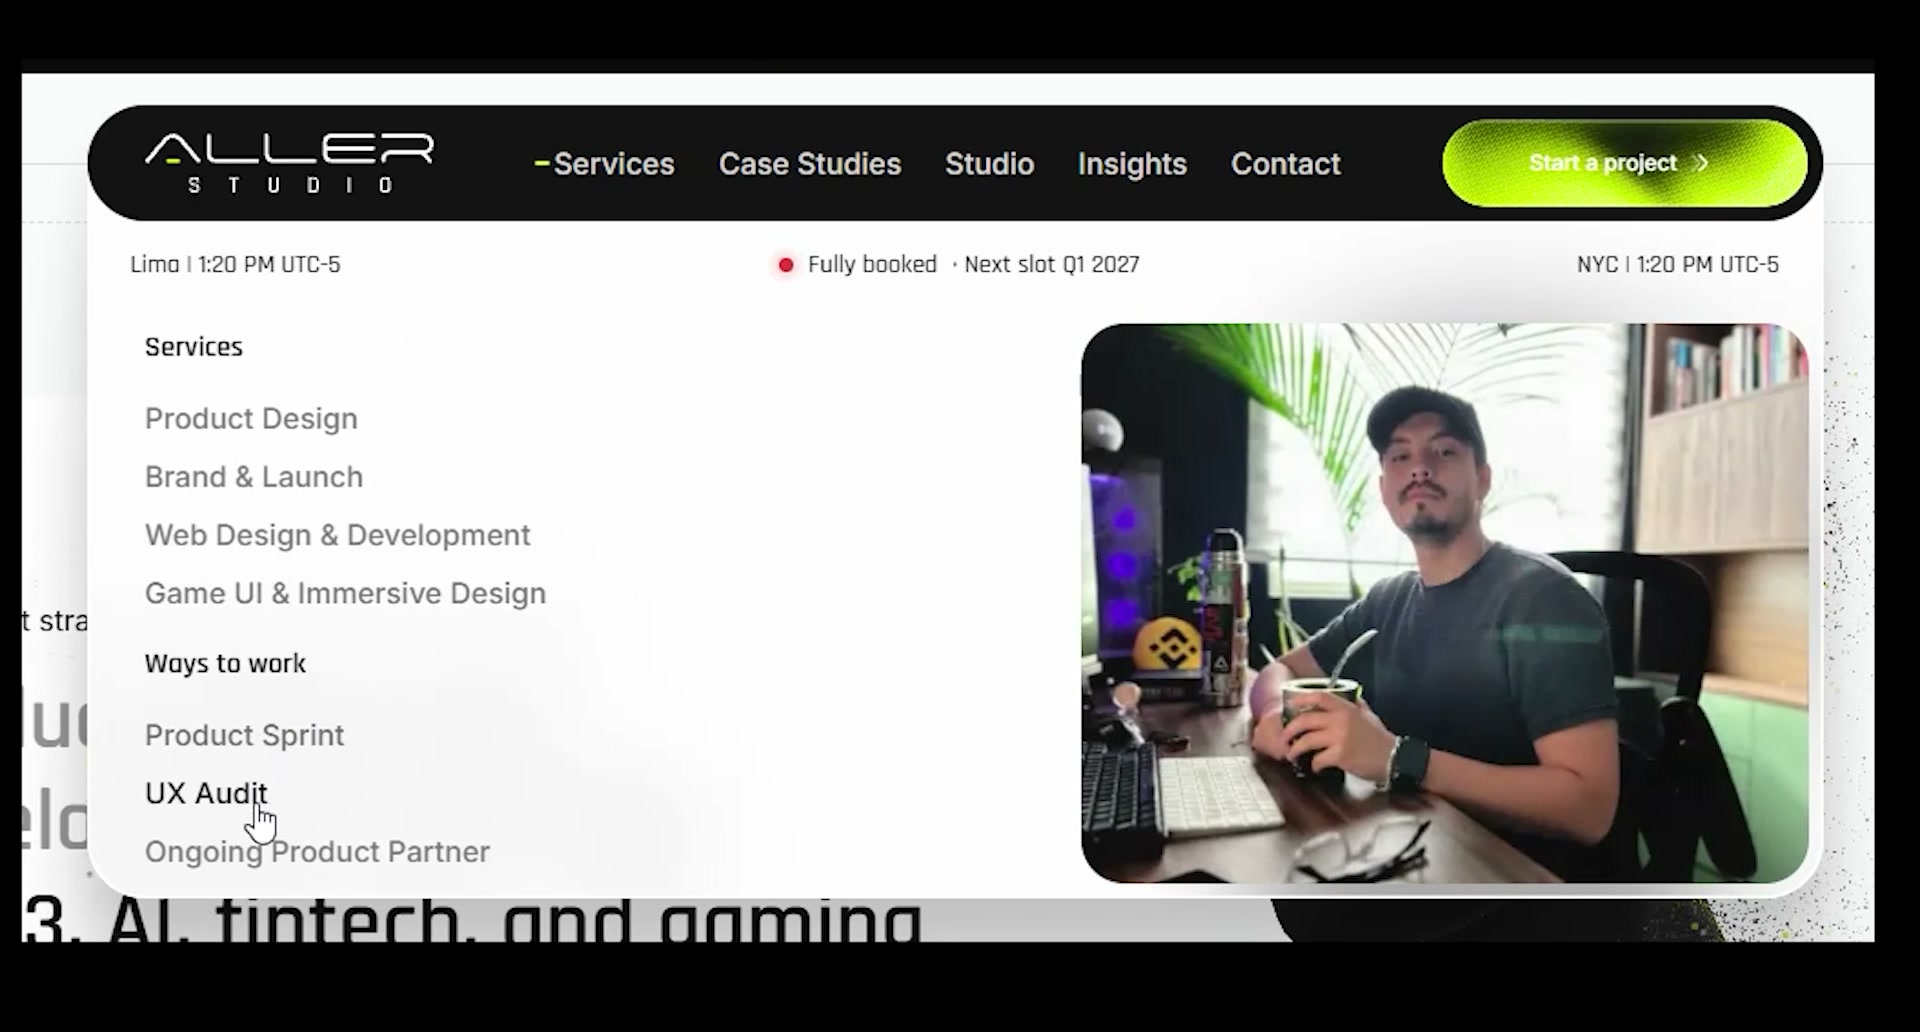 ALLER
STUDIO
Services
Case Studies
Studio
Insights
Contact
Start a project
Lima | 1:20 PM UTC-5
Fully booked · Next slot Q1 2027
NYC | 1:20 PM UTC-5
Services
Product Design
Brand & Launch
Web Design & Development
Game UI & Immersive Design
t stra
Ways to work
Product Sprint
UX Audit
Ongoing Product Partner
3, AI, fintech, and gaming